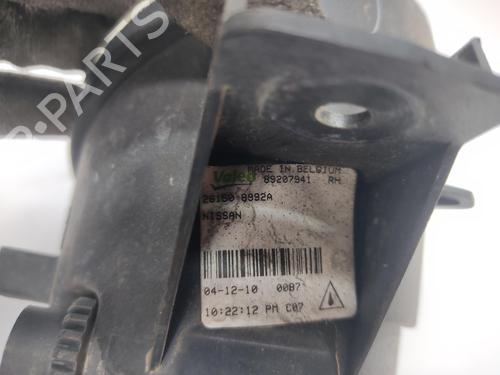 MADE IN BELGIUM
Valeo 89207941 RH
26150 8992A
NISSAN
04-12-10 0087
10:22:12 PM C07
B-PARTS